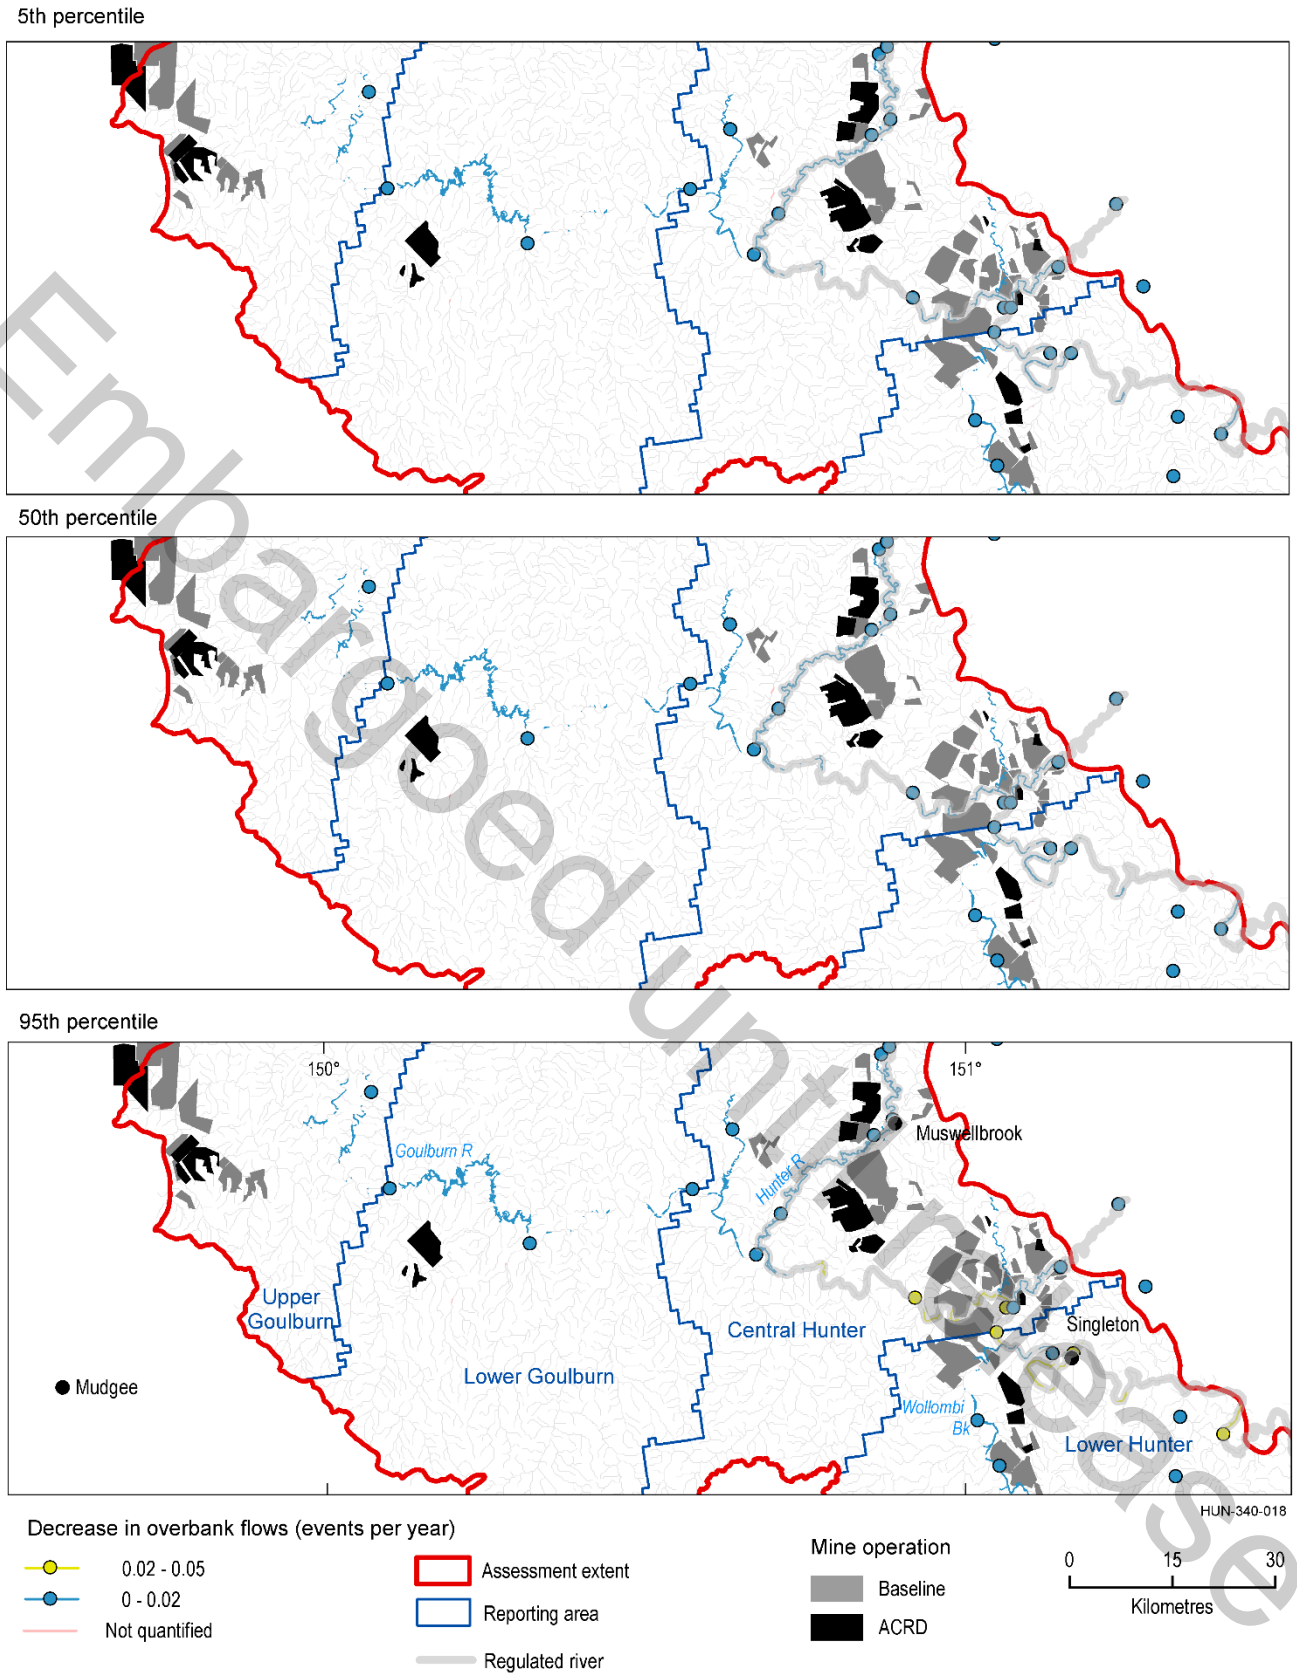 5th percentile
50th percentile
95th percentile
150°
151°
Muswellbrook
Goulburn R
Hunter R
Upper
Goulburn
Central Hunter
Singleton
Lower Goulburn
Mudgee
Wollombi
Bk
Lower Hunter
HUN-340-018
Embargoed until release
Decrease in overbank flows (events per year)
0.02 - 0.05
0 - 0.02
Not quantified
Assessment extent
Reporting area
Regulated river
Mine operation
Baseline
ACRD
0 15 30
Kilometres